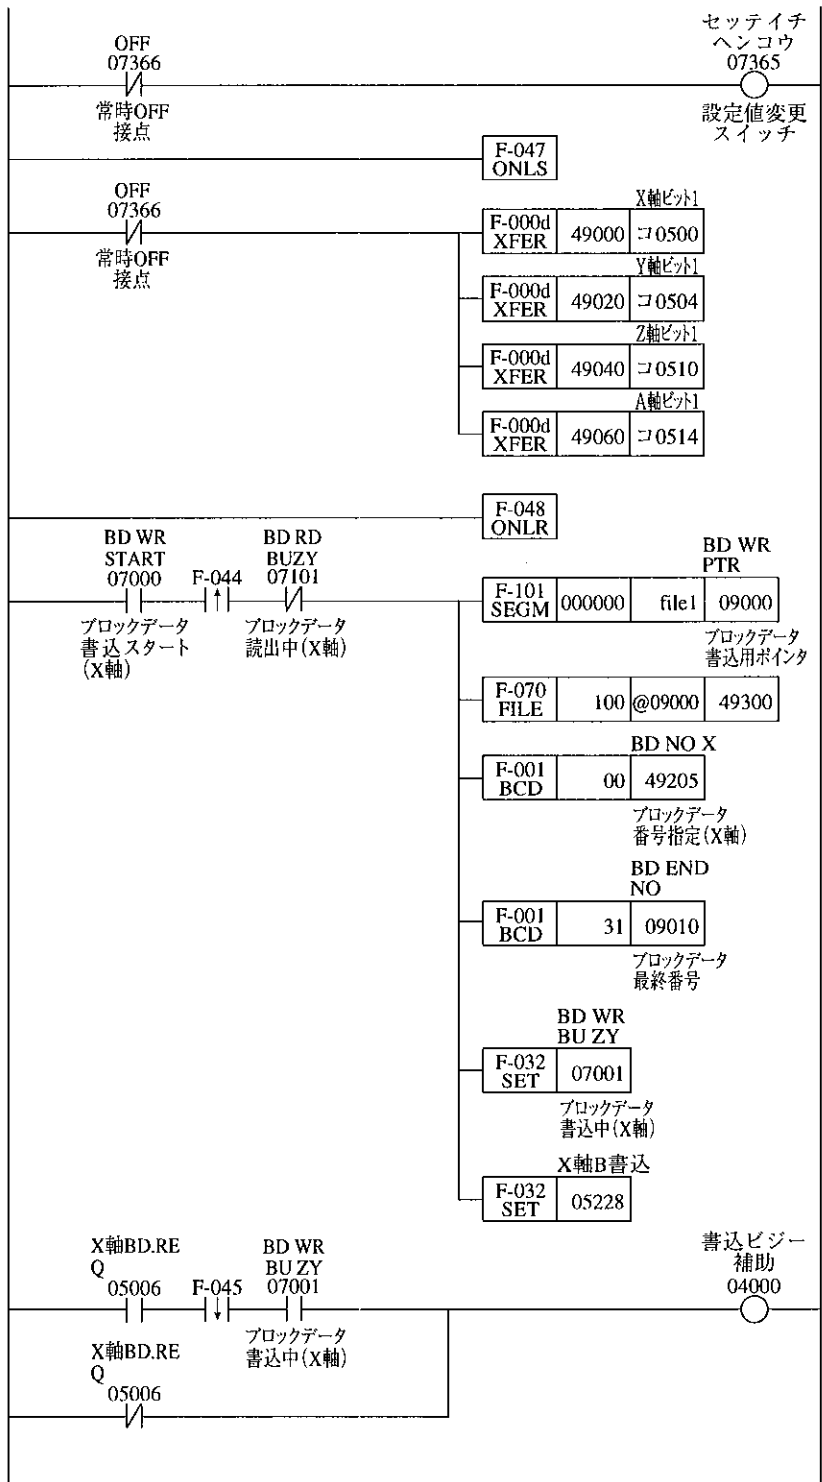 セッテイチ
ヘンコウ
OFF
07366
07365
常時OFF
接点
設定値変更
スイッチ
F-047
ONLS
OFF
07366
常時OFF
接点
X軸ビット1
F-000d
XFER
49000
コ0500
Y軸ビット1
F-000d
XFER
49020
コ0504
Z軸ビット1
F-000d
XFER
49040
コ0510
A軸ビット1
F-000d
XFER
49060
コ0514
F-048
ONLR
BD WR
START
07000
F-044
BD RD
BUZY
07101
ブロックデータ
書込スタート
(X軸)
ブロックデータ
読出中(X軸)
BD WR
PTR
F-101
SEGM
000000
file1
09000
ブロックデータ
書込用ポインタ
F-070
FILE
100
@09000
49300
BD NO X
F-001
BCD
00
49205
ブロックデータ
番号指定(X軸)
BD END
NO
F-001
BCD
31
09010
ブロックデータ
最終番号
BD WR
BU ZY
F-032
SET
07001
ブロックデータ
書込中(X軸)
X軸B書込
F-032
SET
05228
X軸BD.RE
Q
05006
F-045
BD WR
BU ZY
07001
ブロックデータ
書込中(X軸)
書込ビジー
補助
04000
X軸BD.RE
Q
05006